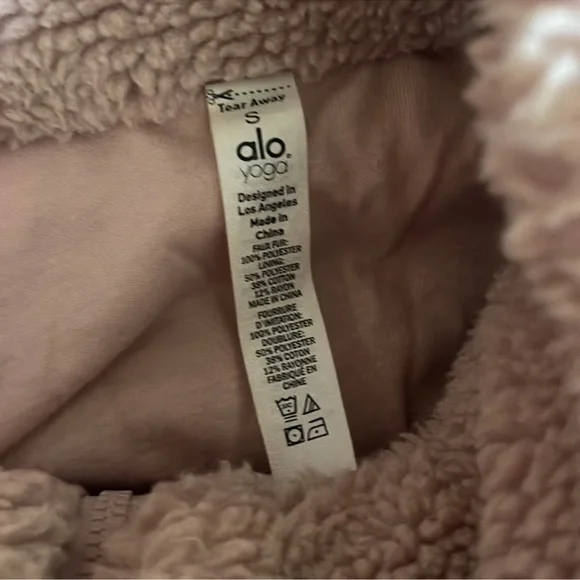 Tear Away
S
alo
yoga
Designed in
Los Angeles
Made in
China
FAUX FUR:
100% POLYESTER
LINING:
50% POLYESTER
38% COTTON
12% RAYON
MADE IN CHINA
FOURRURE
D'IMITATION:
100% POLYESTER
DOUBLURE:
50% POLYESTER
38% COTON
12% RAYONNE
FABRIQUÉ EN
CHINE